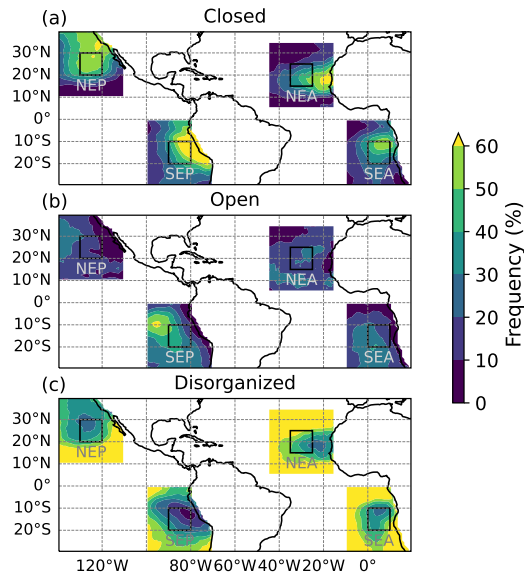 (a) Closed
30°N
20°N
10°N
0°
10°S
20°S
NEP
NEA
SEP
SEA
(b) Open
30°N
20°N
10°N
0°
10°S
20°S
NEP
NEA
SEP
SEA
(c) Disorganized
30°N
20°N
10°N
0°
10°S
20°S
NEP
NEA
SEP
SEA
120°W 80°W 60°W 40°W 20°W 0°
60
50
40
30
20
10
0
Frequency (%)